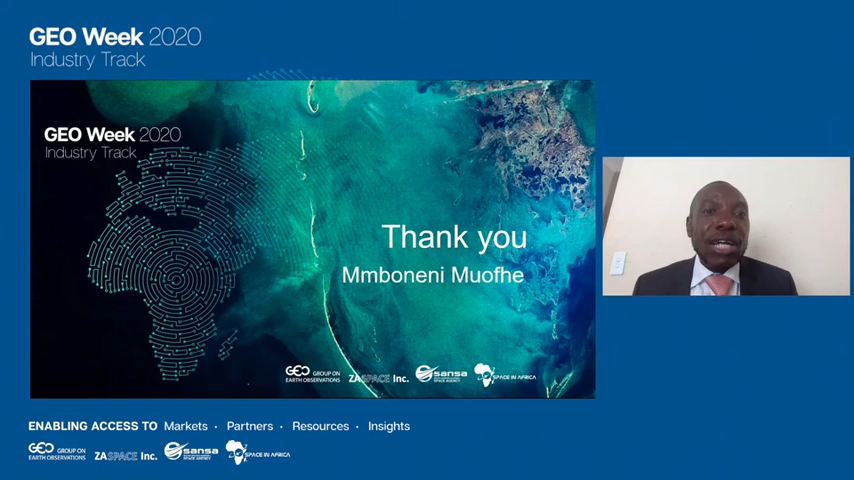 GEO Week 2020
Industry Track
GEO Week 2020
Industry Track
Thank you
Mmboneni Muofhe
GEO GROUP ON
EARTH OBSERVATIONS
ZASPACE Inc.
sansa
SPACE IN AFRICA
ENABLING ACCESS TO Markets · Partners · Resources · Insights
GEO GROUP ON
EARTH OBSERVATIONS
ZASPACE Inc.
sansa
SPACE IN AFRICA